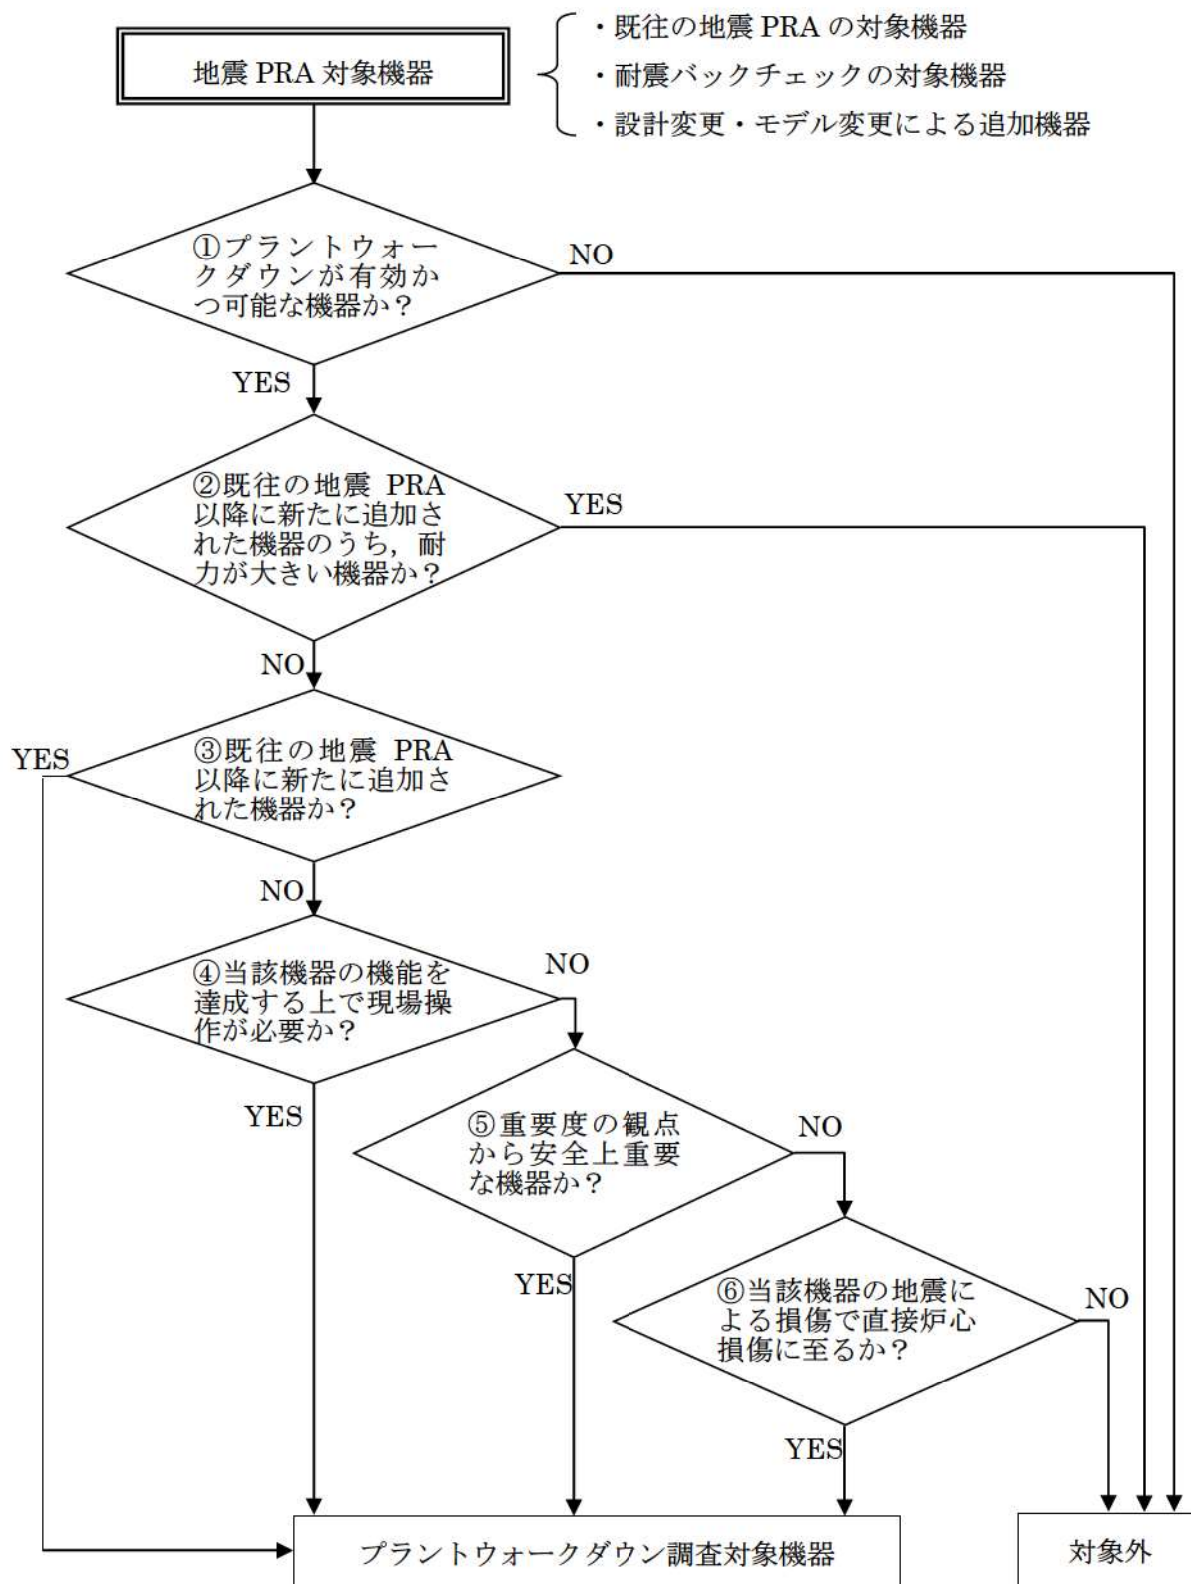 地震 PRA 対象機器
・既往の地震 PRA の対象機器
・耐震バックチェックの対象機器
・設計変更・モデル変更による追加機器
①プラントウォー
クダウンが有効か
つ可能な機器か？
NO
YES
②既往の地震 PRA
以降に新たに追加さ
れた機器のうち，耐
力が大きい機器か？
YES
NO
③既往の地震 PRA
以降に新たに追加さ
れた機器か？
YES
NO
④当該機器の機能を
達成する上で現場操
作が必要か？
NO
YES
⑤重要度の観点
から安全上重要
な機器か？
NO
YES
⑥当該機器の地震に
よる損傷で直接炉心
損傷に至るか？
NO
YES
プラントウォークダウン調査対象機器
対象外